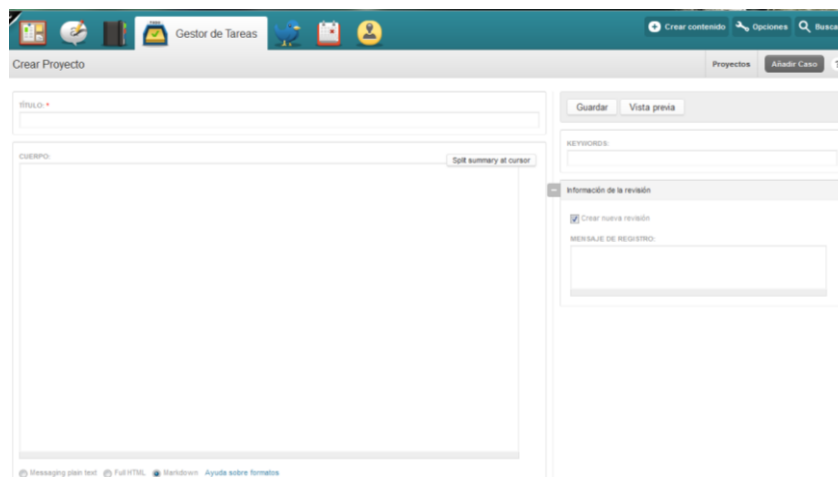 Gestor de Tareas
Crear contenido Opciones Busca
Crear Proyecto
Proyectos Añadir Caso
TÍTULO: *
Guardar Vista previa
KEYWORDS:
CUERPO:
Split summary at cursor
Información de la revisión
Crear nueva revisión
MENSAJE DE REGISTRO:
Messaging plain text Full HTML Markdown Ayuda sobre formatos